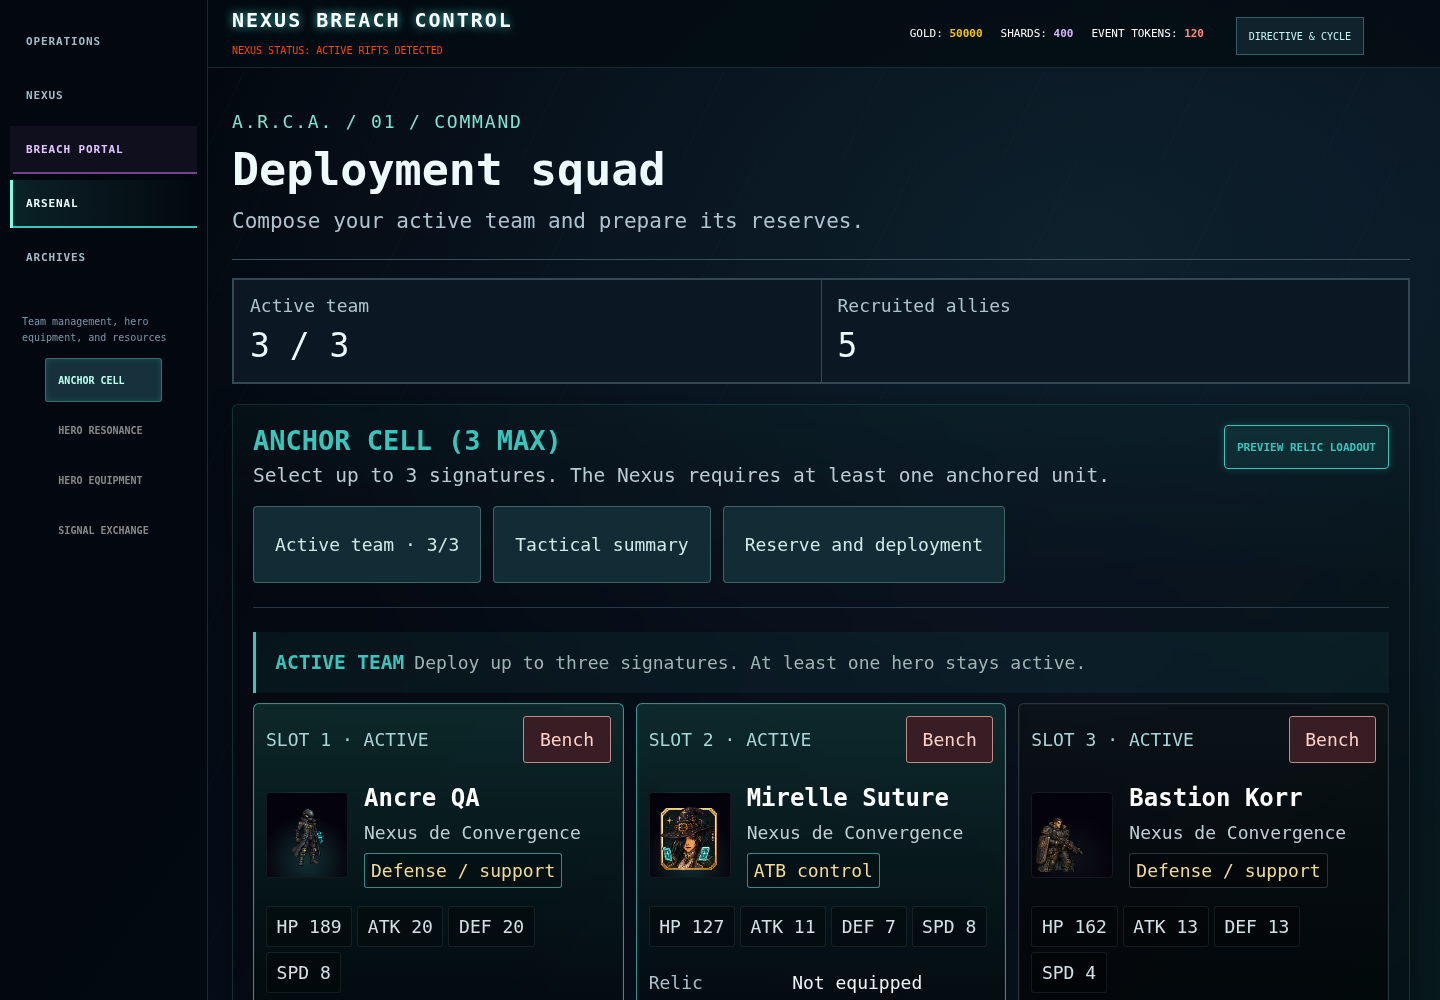 OPERATIONS
NEXUS
BREACH PORTAL
ARSENAL
ARCHIVES
Team management, hero
equipment, and resources
ANCHOR CELL
HERO RESONANCE
HERO EQUIPMENT
SIGNAL EXCHANGE
NEXUS BREACH CONTROL
NEXUS STATUS: ACTIVE RIFTS DETECTED
GOLD: 50000 SHARDS: 400 EVENT TOKENS: 120
DIRECTIVE & CYCLE
A.R.C.A. / 01 / COMMAND
Deployment squad
Compose your active team and prepare its reserves.
Active team
3 / 3
Recruited allies
5
ANCHOR CELL (3 MAX)
Select up to 3 signatures. The Nexus requires at least one anchored unit.
PREVIEW RELIC LOADOUT
Active team · 3/3
Tactical summary
Reserve and deployment
ACTIVE TEAM Deploy up to three signatures. At least one hero stays active.
SLOT 1 · ACTIVE
Bench
Ancre QA
Nexus de Convergence
Defense / support
HP 189 ATK 20 DEF 20
SPD 8
SLOT 2 · ACTIVE
Bench
Mirelle Suture
Nexus de Convergence
ATB control
HP 127 ATK 11 DEF 7 SPD 8
Relic Not equipped
SLOT 3 · ACTIVE
Bench
Bastion Korr
Nexus de Convergence
Defense / support
HP 162 ATK 13 DEF 13
SPD 4